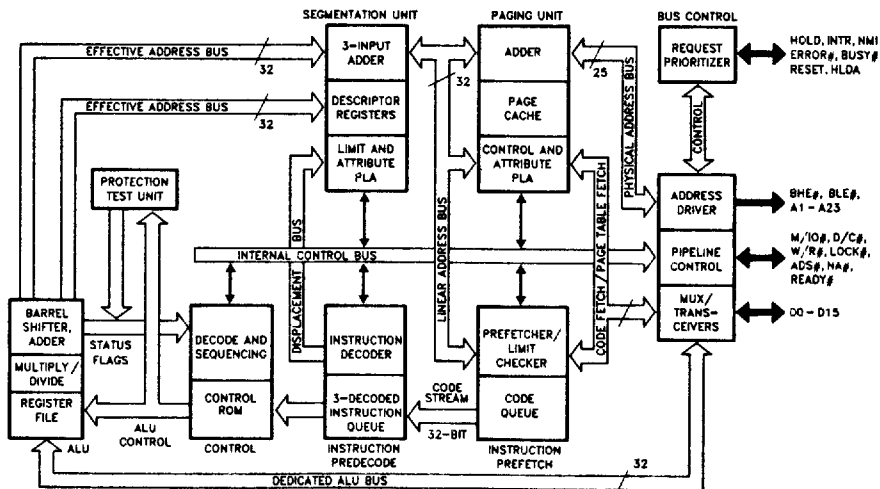 SEGMENTATION UNIT
PAGING UNIT
BUS CONTROL
EFFECTIVE ADDRESS BUS
32
3-INPUT
ADDER
ADDER
32
25
REQUEST
PRIORITIZER
HOLD, INTR, NMI
ERROR#, BUSY#
RESET, HLDA
EFFECTIVE ADDRESS BUS
32
DESCRIPTOR
REGISTERS
PAGE
CACHE
PHYSICAL ADDRESS BUS
CONTROL
LIMIT AND
ATTRIBUTE
PLA
CONTROL AND
ATTRIBUTE
PLA
PROTECTION
TEST UNIT
ADDRESS
DRIVER
BHE#, BLE#,
A1-A23
INTERNAL CONTROL BUS
DISPLACEMENT BUS
LINEAR ADDRESS BUS
CODE FETCH/PAGE TABLE FETCH
PIPELINE
CONTROL
M/IO#, D/C#,
W/R#, LOCK#,
ADS#, NA#,
READY#
MUX/
TRANS-
CEIVERS
D0-D15
BARREL
SHIFTER,
ADDER
STATUS
FLAGS
DECODE AND
SEQUENCING
INSTRUCTION
DECODER
PREFETCHER/
LIMIT
CHECKER
MULTIPLY/
DIVIDE
REGISTER
FILE
CONTROL
ROM
3-DECODED
INSTRUCTION
QUEUE
CODE
STREAM
32-BIT
CODE
QUEUE
ALU
ALU
CONTROL
CONTROL
INSTRUCTION
PREDECODE
INSTRUCTION
PREFETCH
DEDICATED ALU BUS
32